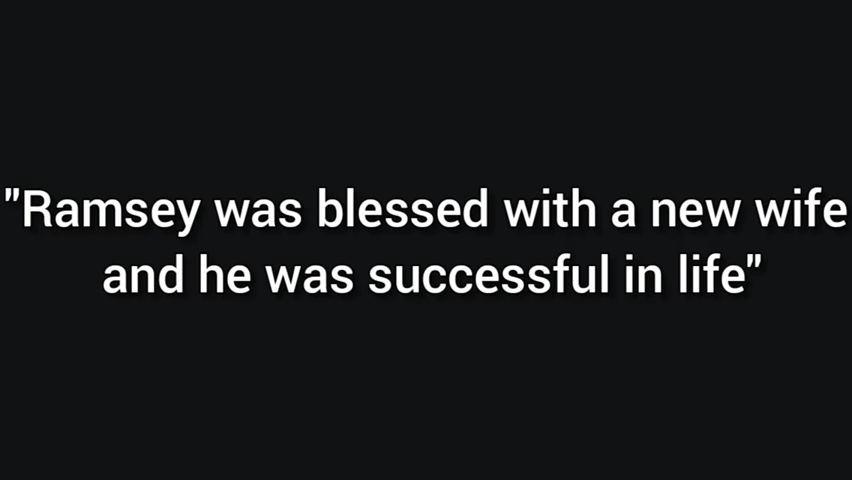 "Ramsey was blessed with a new wife
and he was successful in life"